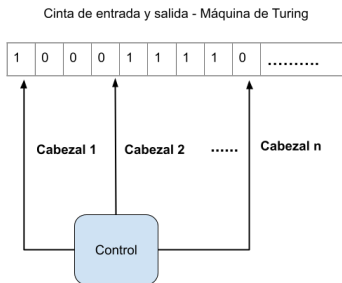 Cinta de entrada y salida - Máquina de Turing
1 0 0 0 1 1 1 1 0 ..........
Cabezal 1 Cabezal 2 ...... Cabezal n
Control